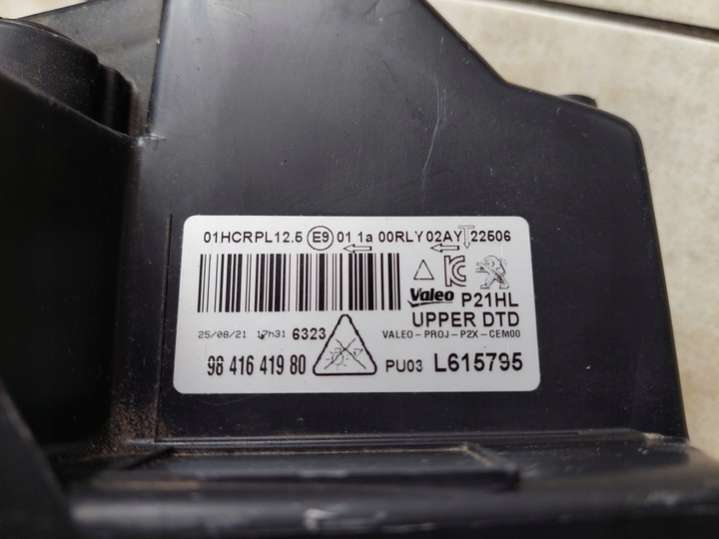 01HCRPL12.5 E9 01 1a 00RLY 02AY 22506
Valeo P21HL
UPPER DTD
25/08/21 17h31 6323 VALEO-PROJ-P2X-CEM00
98 416 419 80 PU03 L615795